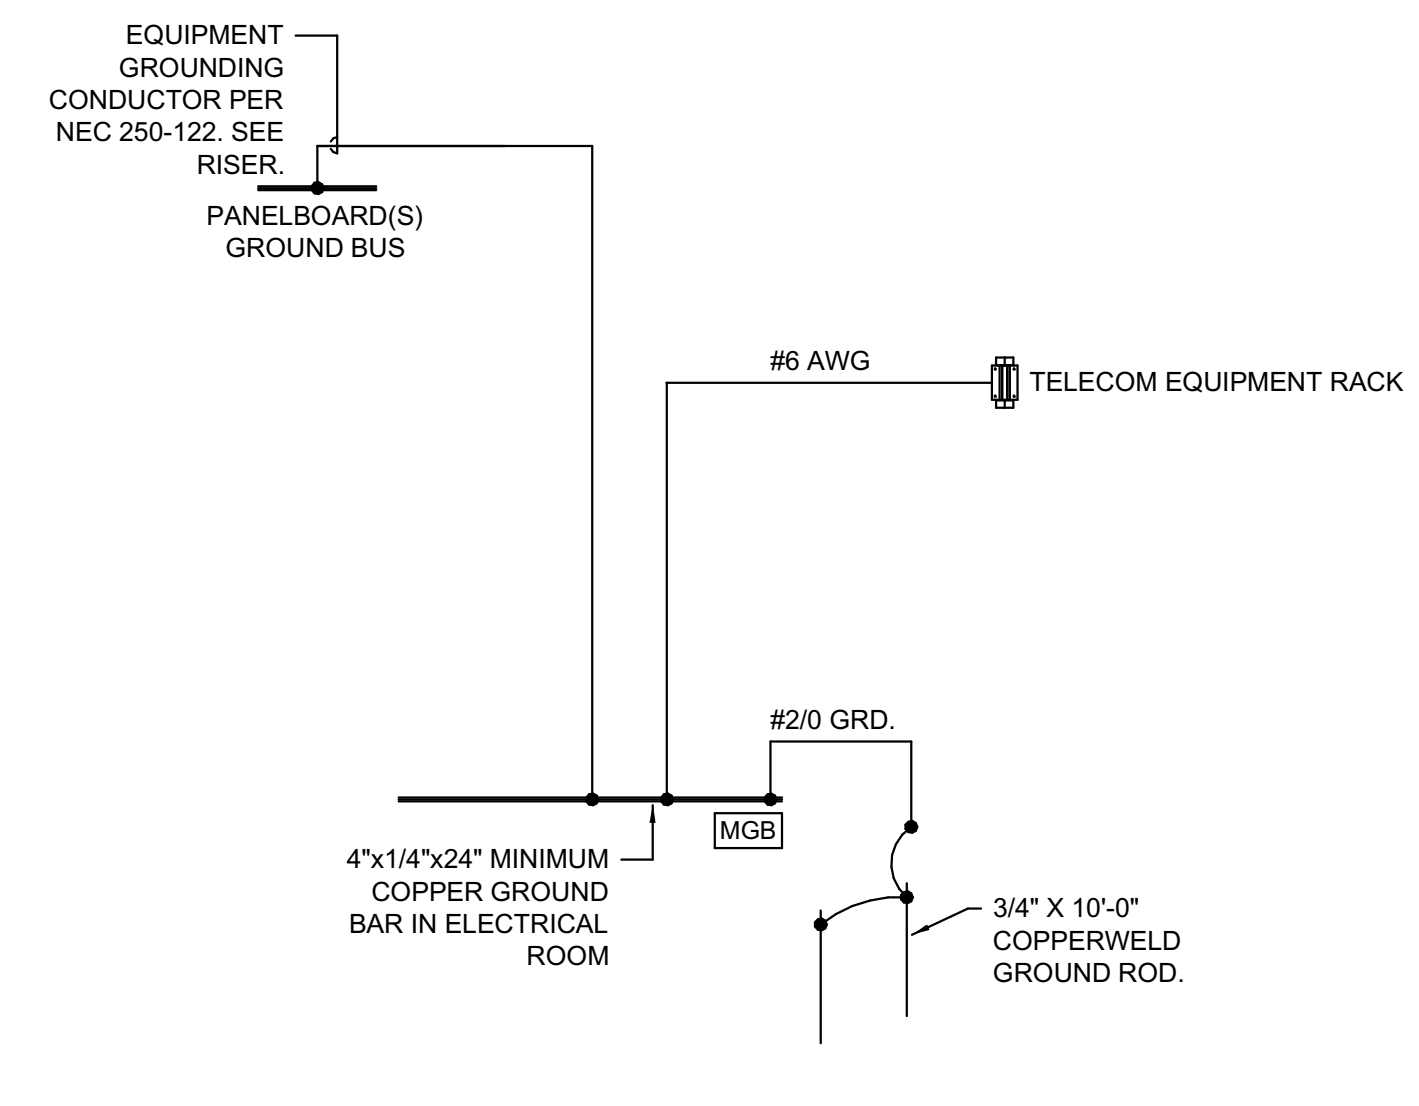 EQUIPMENT
GROUNDING
CONDUCTOR PER
NEC 250-122. SEE
RISER.
PANELBOARD(S)
GROUND BUS
#6 AWG
TELECOM EQUIPMENT RACK
#2/0 GRD.
MGB
4"x1/4"x24" MINIMUM
COPPER GROUND
BAR IN ELECTRICAL
ROOM
3/4" X 10'-0"
COPPERWELD
GROUND ROD.